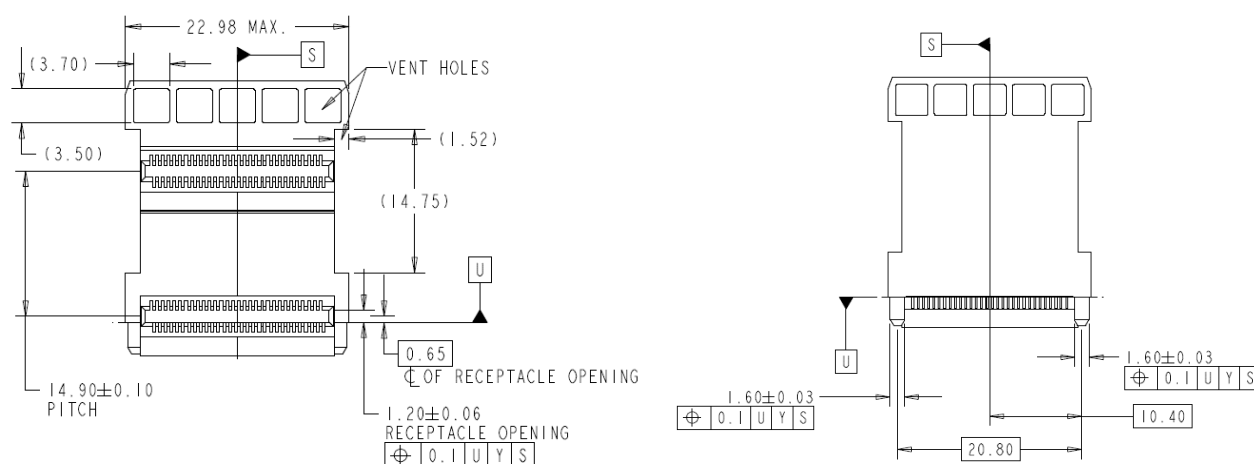 22.98 MAX.
S
(3.70)
VENT HOLES
(3.50)
(1.52)
(14.75)
U
0.65
℄ OF RECEPTACLE OPENING
14.90±0.10
PITCH
1.20±0.06
RECEPTACLE OPENING
⌖ 0.1 U Y S
S
U
1.60±0.03
⌖ 0.1 U Y S
1.60±0.03
⌖ 0.1 U Y S
10.40
20.80